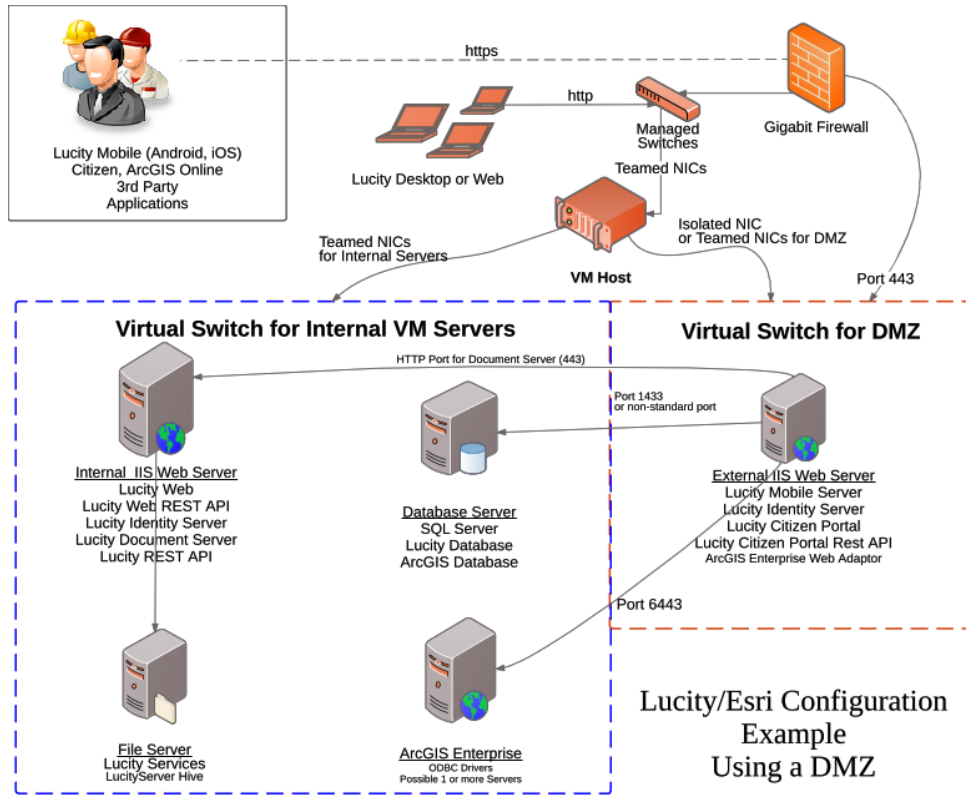 https
http
Managed
Switches
Gigabit Firewall
Lucity Mobile (Android, iOS)
Citizen, ArcGIS Online
3rd Party
Applications
Lucity Desktop or Web
Teamed NICs
Teamed NICs
for Internal Servers
Isolated NIC
or Teamed NICs for DMZ
VM Host
Port 443
Virtual Switch for Internal VM Servers
Virtual Switch for DMZ
HTTP Port for Document Server (443)
Port 1433
or non-standard port
Internal IIS Web Server
Lucity Web
Lucity Web REST API
Lucity Identity Server
Lucity Document Server
Lucity REST API
Database Server
SQL Server
Lucity Database
ArcGIS Database
External IIS Web Server
Lucity Mobile Server
Lucity Identity Server
Lucity Citizen Portal
Lucity Citizen Portal Rest API
ArcGIS Enterprise Web Adaptor
Port 6443
File Server
Lucity Services
LucityServer Hive
ArcGIS Enterprise
ODBC Drivers
Possible 1 or more Servers
Lucity/Esri Configuration
Example
Using a DMZ